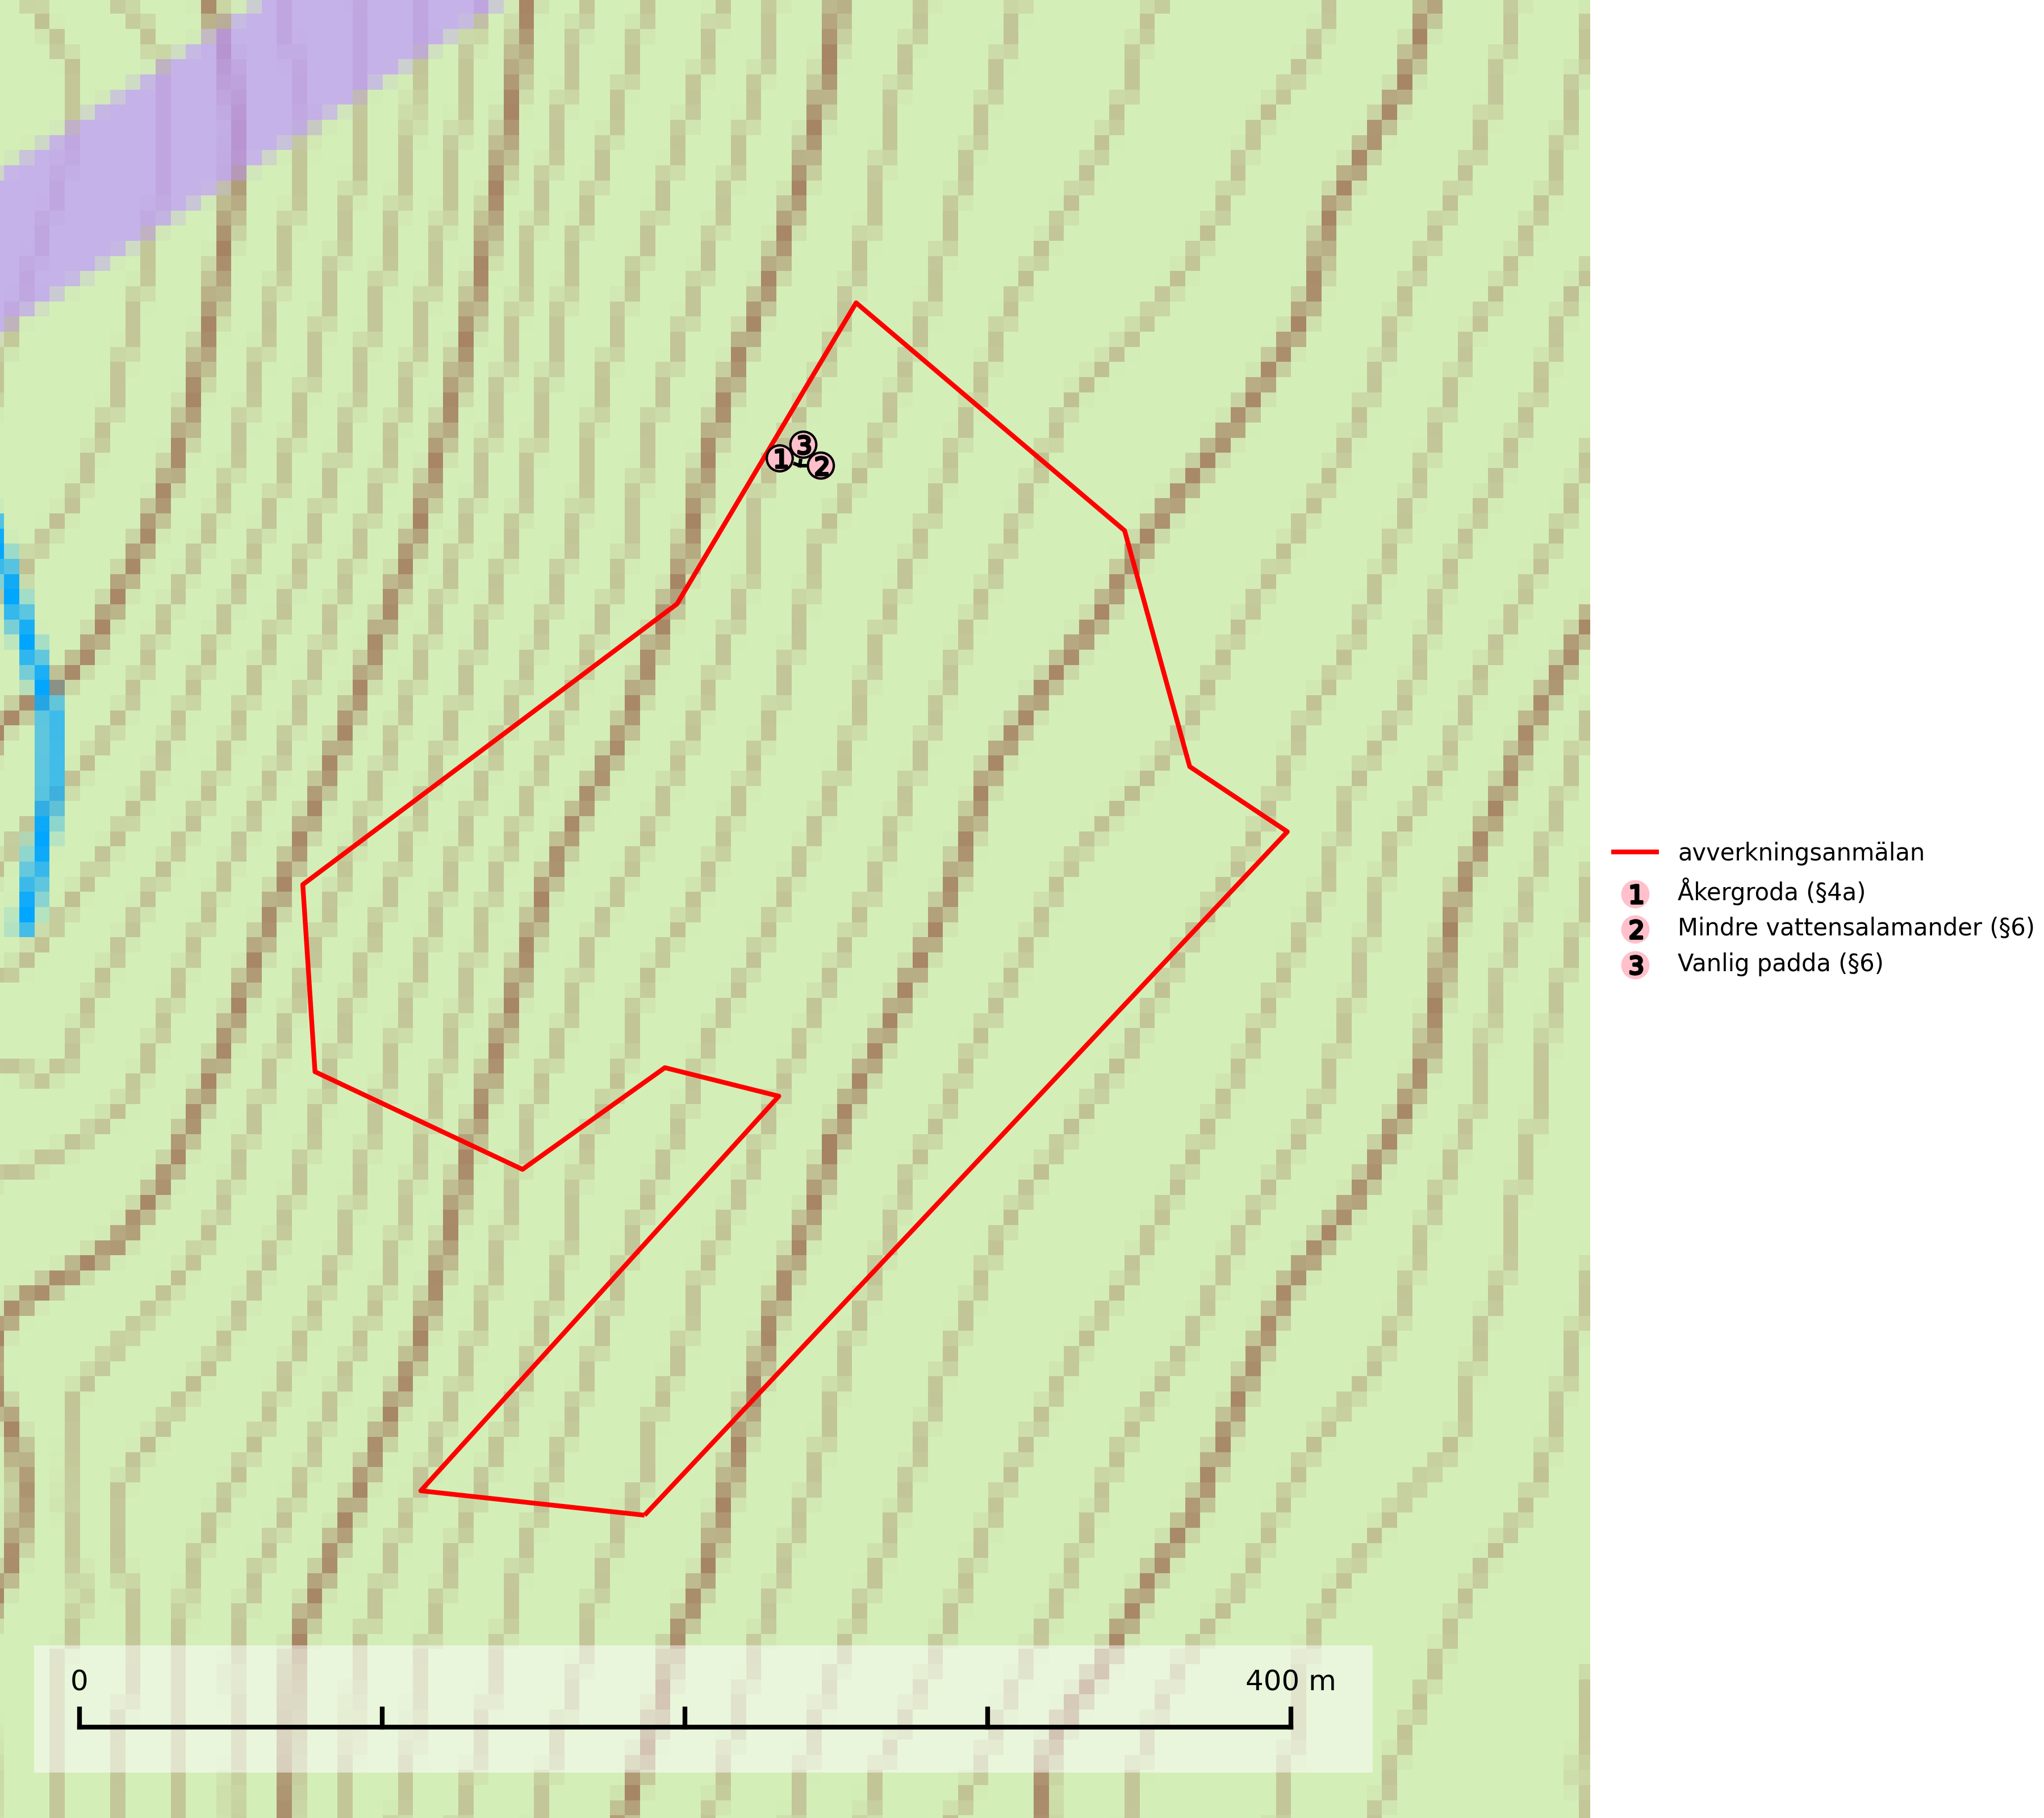 1
3
2
avverkningsanmälan
1 Åkergroda (§4a)
2 Mindre vattensalamander (§6)
3 Vanlig padda (§6)
0 400 m